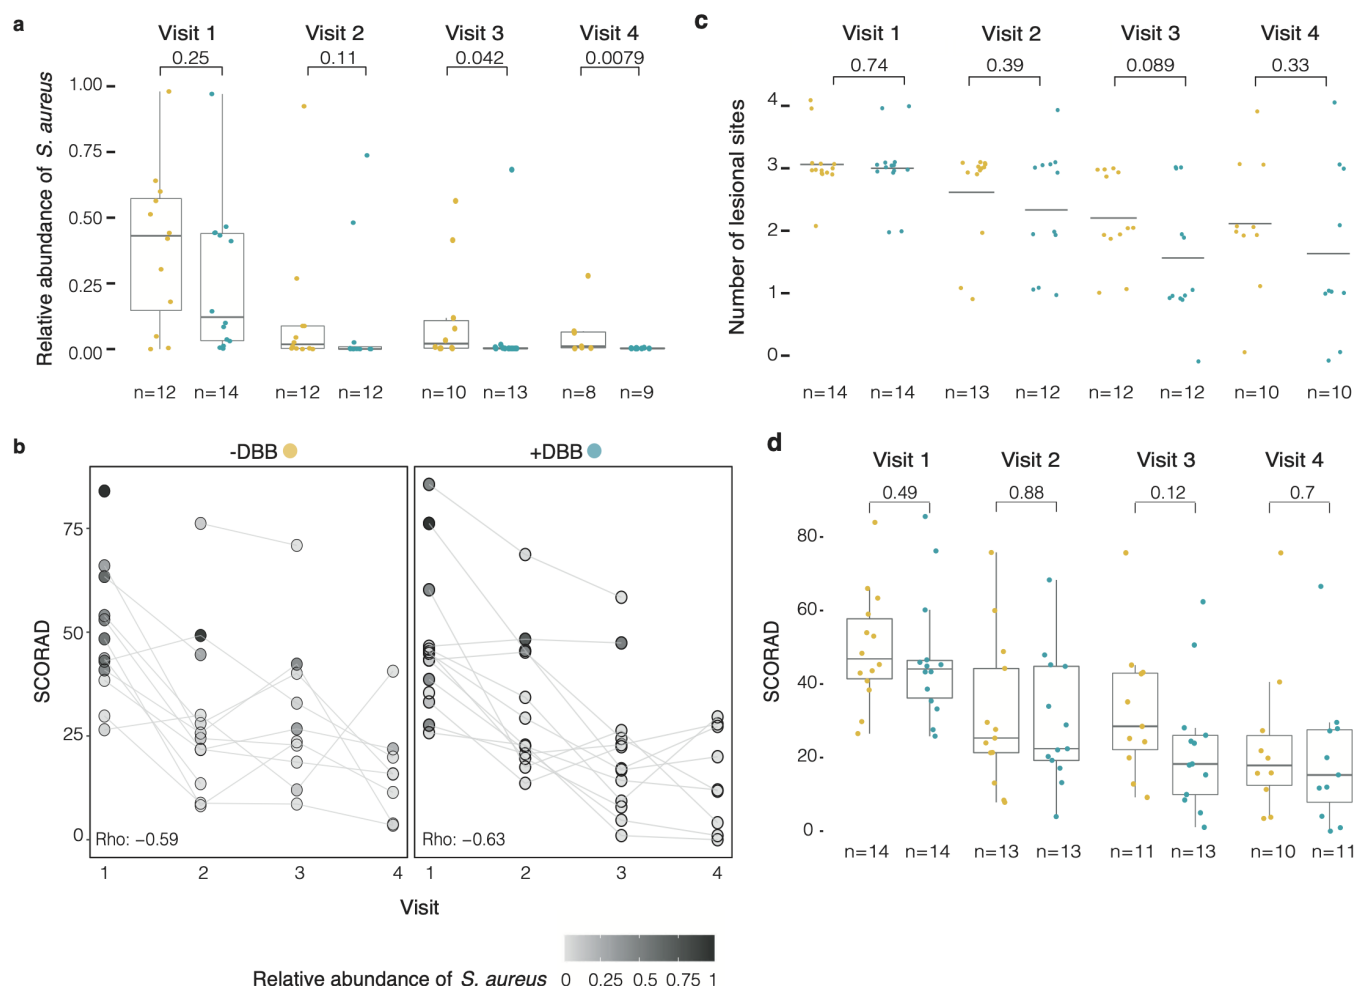 a
Visit 1 Visit 2 Visit 3 Visit 4
0.25 0.11 0.042 0.0079
Relative abundance of S. aureus
1.00
0.75
0.50
0.25
0.00
n=12 n=14 n=12 n=12 n=10 n=13 n=8 n=9
c
Visit 1 Visit 2 Visit 3 Visit 4
0.74 0.39 0.089 0.33
Number of lesional sites
4
3
2
1
0
n=14 n=14 n=13 n=12 n=12 n=12 n=10 n=10
b
-DBB +DBB
SCORAD
75
50
25
0
Rho: −0.59 Rho: −0.63
1 2 3 4 1 2 3 4
Visit
Relative abundance of S. aureus 0 0.25 0.5 0.75 1
d
Visit 1 Visit 2 Visit 3 Visit 4
0.49 0.88 0.12 0.7
SCORAD
80
60
40
20
0
n=14 n=14 n=13 n=13 n=11 n=13 n=10 n=11